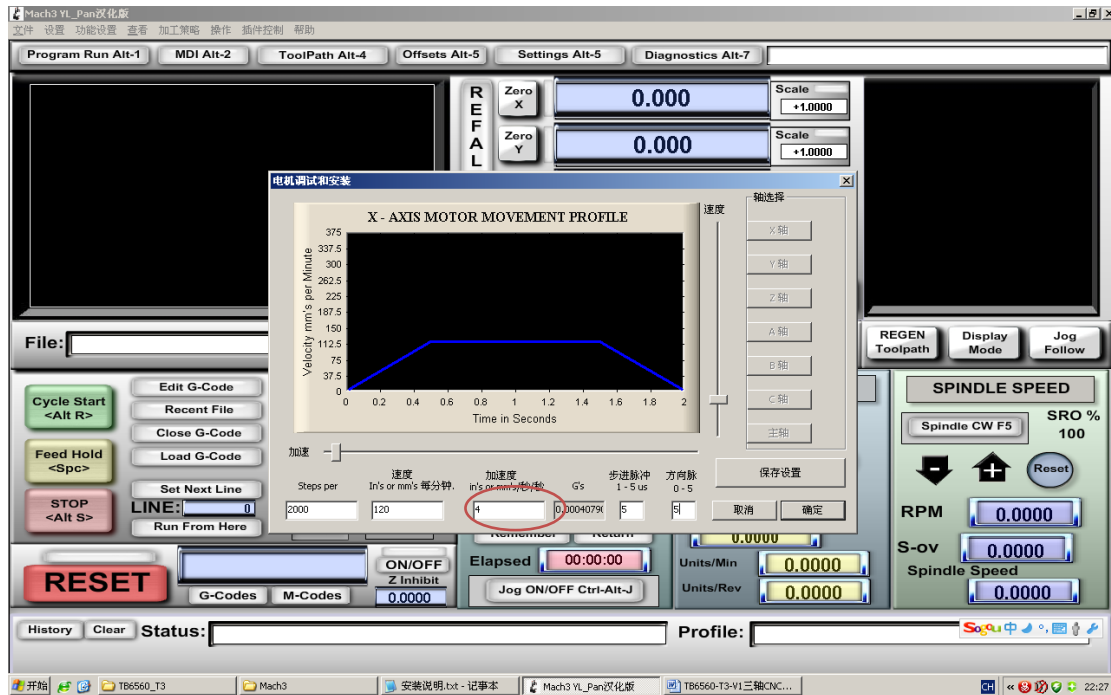 Mach3 YL_Pan汉化版
文件 设置 功能设置 查看 加工策略 操作 插件控制 帮助
Program Run Alt-1 MDI Alt-2 ToolPath Alt-4 Offsets Alt-5 Settings Alt-5 Diagnostics Alt-7
R
E
F
A
L
Zero
X
0.000
Scale
+1.0000
Zero
Y
0.000
Scale
+1.0000
电机调试和安装
X - AXIS MOTOR MOVEMENT PROFILE
Velocity mm's per Minute
375
337.5
300
262.5
225
187.5
150
112.5
75
37.5
0
0 0.2 0.4 0.6 0.8 1 1.2 1.4 1.6 1.8 2
Time in Seconds
速度
轴选择
X 轴
Y 轴
Z 轴
A 轴
B 轴
C 轴
主轴
加速
Steps per
速度
In's or mm's 每分钟.
加速度
in's or mm's/秒/秒
G's
步进脉冲
1 - 5 us
方向脉
0 - 5
2000 120 4 0.0004079 5 5
保存设置
取消 确定
File:
REGEN
Toolpath
Display
Mode
Jog
Follow
Cycle Start
<Alt R>
Feed Hold
<Spc>
STOP
<Alt S>
Edit G-Code
Recent File
Close G-Code
Load G-Code
Set Next Line
LINE: 0
Run From Here
RESET
G-Codes M-Codes
ON/OFF
Z Inhibit
0.0000
Remember Return
Elapsed 00:00:00
Jog ON/OFF Ctrl-Alt-J
0.0000
Units/Min 0.0000
Units/Rev 0.0000
SPINDLE SPEED
Spindle CW F5
SRO %
100
Reset
RPM 0.0000
S-ov 0.0000
Spindle Speed
0.0000
History Clear Status: Profile:
Sogou 中
开始 TB6560_T3 Mach3 安装说明.txt - 记事本 Mach3 YL_Pan汉化版 TB6560-T3-V1三轴CNC... CH « 22:27